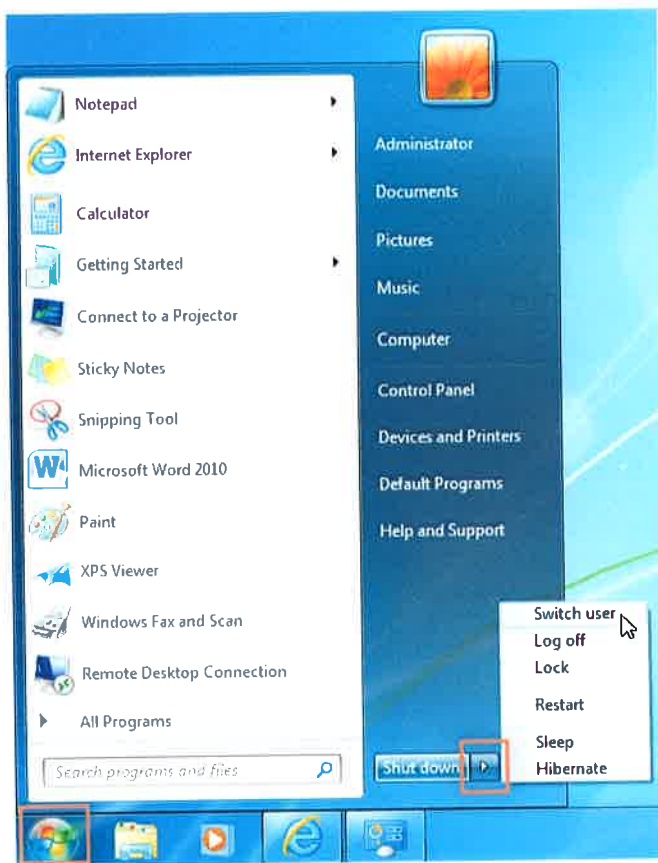 Notepad
Internet Explorer
Calculator
Getting Started
Connect to a Projector
Sticky Notes
Snipping Tool
Microsoft Word 2010
Paint
XPS Viewer
Windows Fax and Scan
Remote Desktop Connection
All Programs
Search programs and files
Administrator
Documents
Pictures
Music
Computer
Control Panel
Devices and Printers
Default Programs
Help and Support
Shut down
Switch user
Log off
Lock
Restart
Sleep
Hibernate